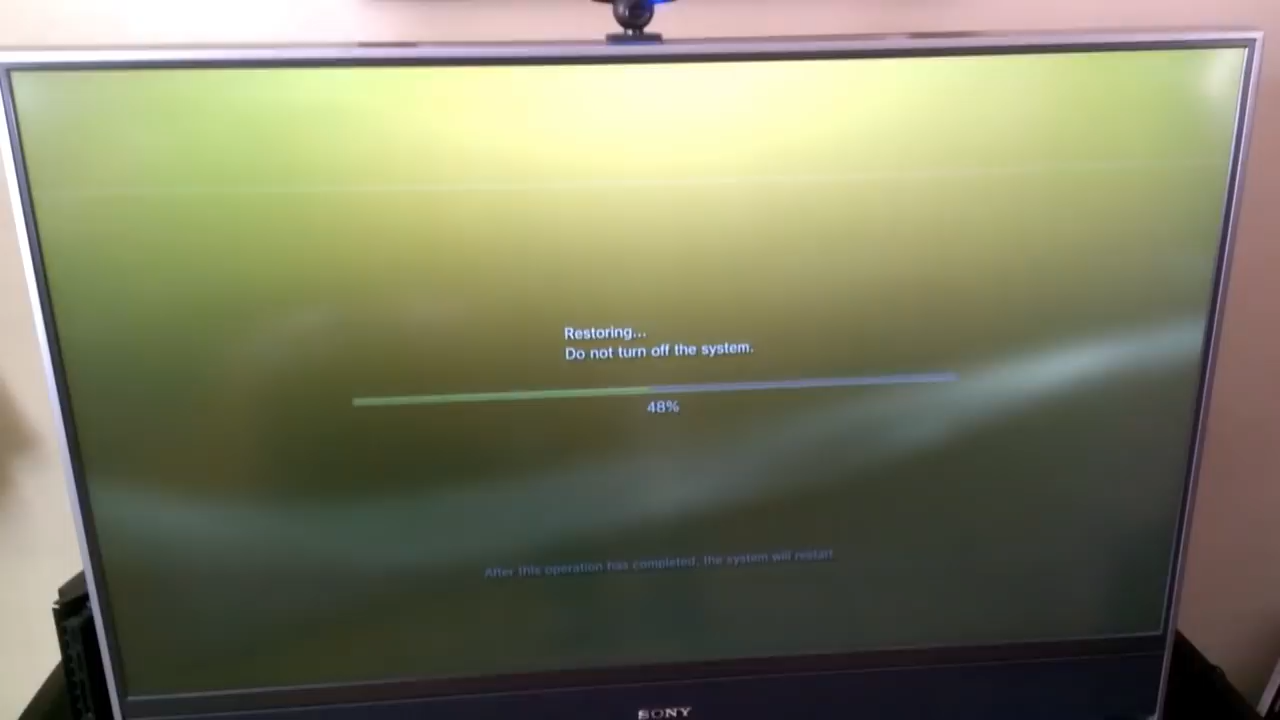 Restoring...
Do not turn off the system.
48%
After this operation has completed, the system will restart.
SONY